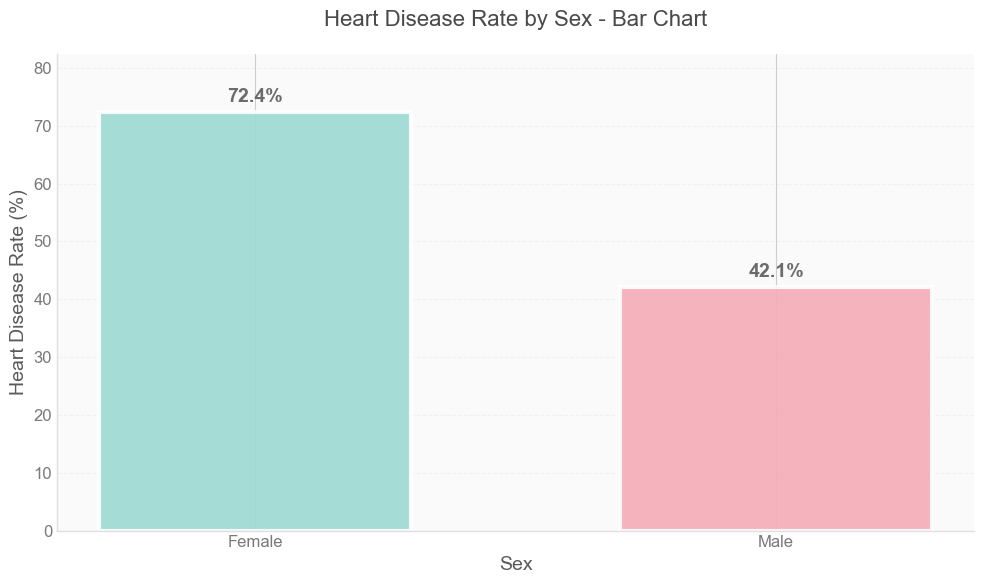 Heart Disease Rate by Sex - Bar Chart
Heart Disease Rate (%)
80
70
60
50
40
30
20
10
0
72.4%
42.1%
Female
Male
Sex